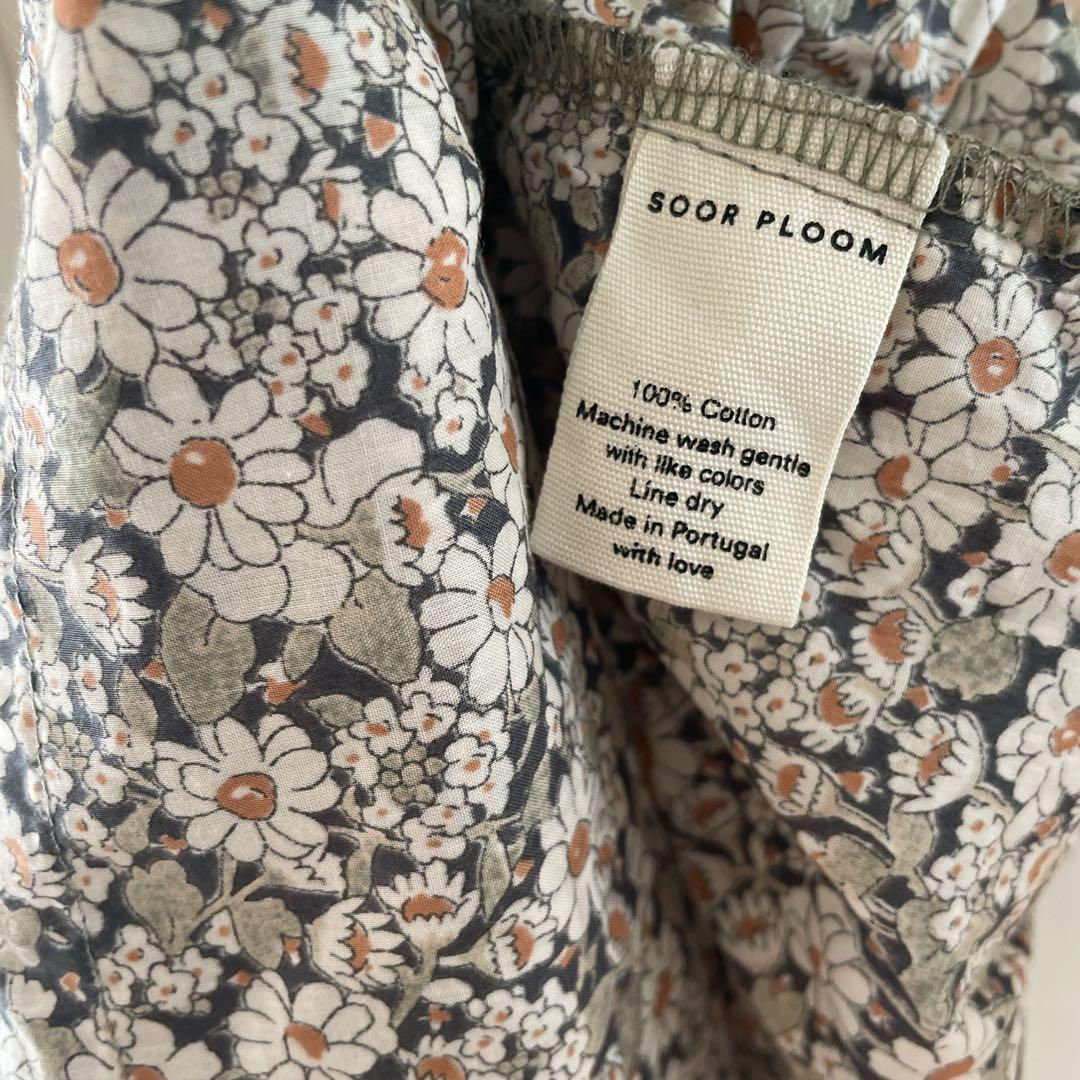 SOOR PLOOM
100% Cotton
Machine wash gentle
with like colors
Line dry
Made in Portugal
with love